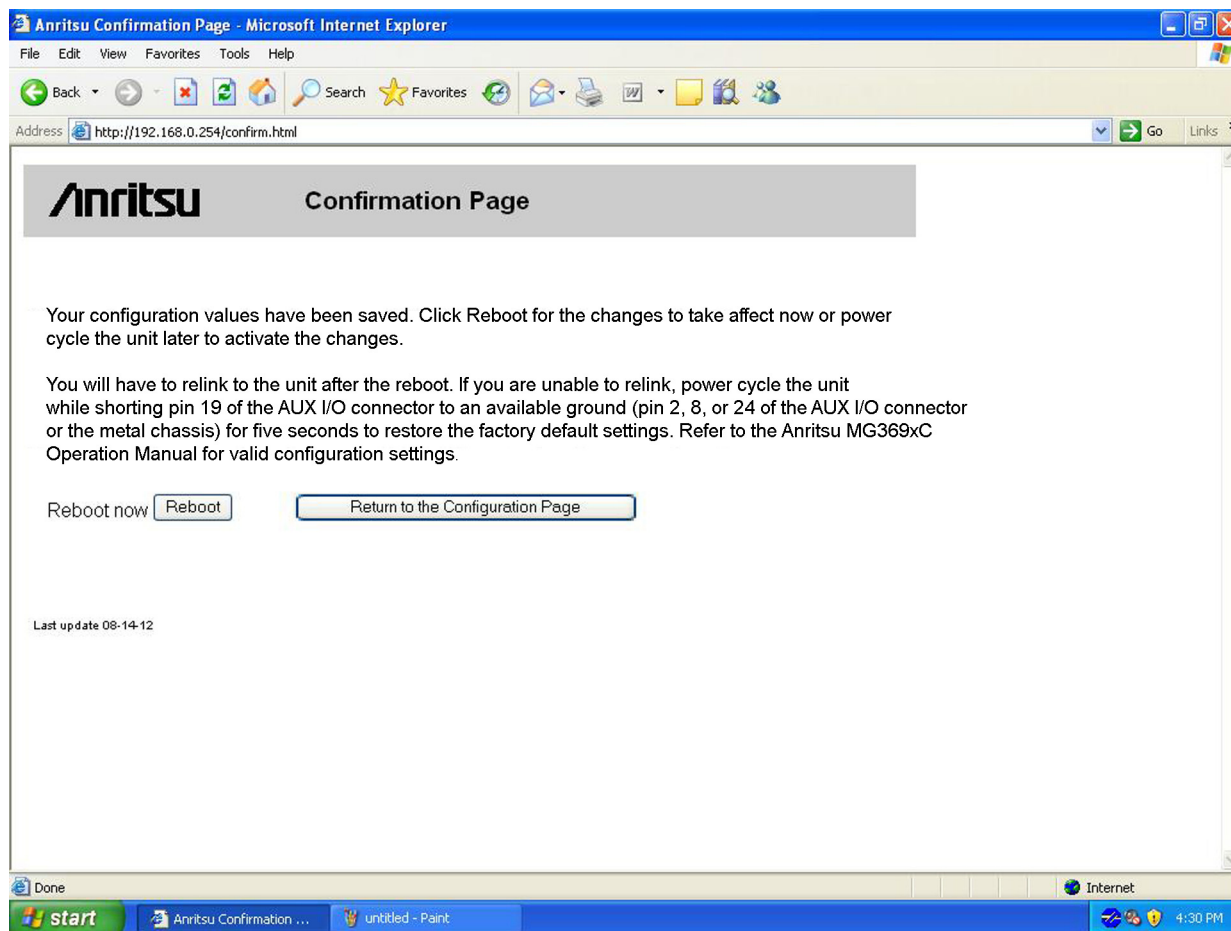 Anritsu Confirmation Page - Microsoft Internet Explorer
File Edit View Favorites Tools Help
Back Search Favorites
Address http://192.168.0.254/confirm.html Go Links
Anritsu Confirmation Page
Your configuration values have been saved. Click Reboot for the changes to take affect now or power
cycle the unit later to activate the changes.
You will have to relink to the unit after the reboot. If you are unable to relink, power cycle the unit
while shorting pin 19 of the AUX I/O connector to an available ground (pin 2, 8, or 24 of the AUX I/O connector
or the metal chassis) for five seconds to restore the factory default settings. Refer to the Anritsu MG369xC
Operation Manual for valid configuration settings.
Reboot now Reboot Return to the Configuration Page
Last update 08-14-12
Done Internet
start Anritsu Confirmation ... untitled - Paint 4:30 PM